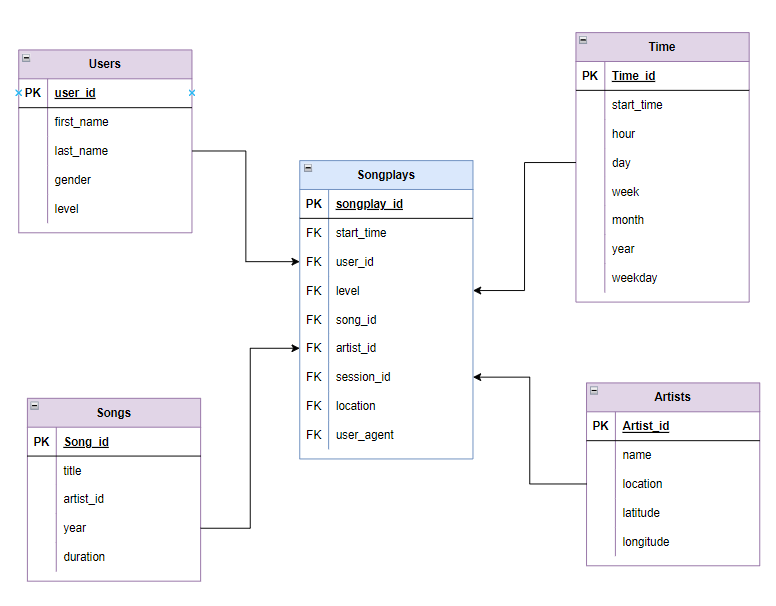 Users
PK user_id
first_name
last_name
gender
level
Time
PK Time_id
start_time
hour
day
week
month
year
weekday
Songplays
PK songplay_id
FK start_time
FK user_id
FK level
FK song_id
FK artist_id
FK session_id
FK location
FK user_agent
Songs
PK Song_id
title
artist_id
year
duration
Artists
PK Artist_id
name
location
latitude
longitude